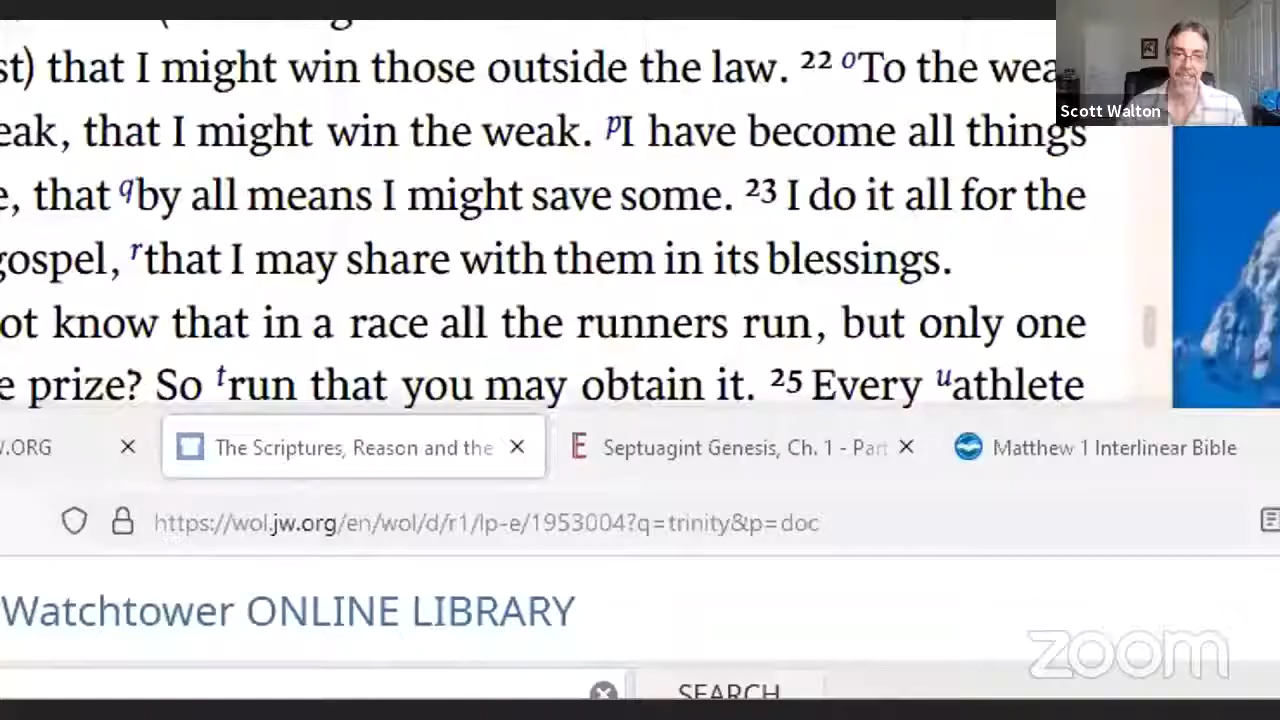 st) that I might win those outside the law. 22 oTo the wea
eak, that I might win the weak. pI have become all things
e, that qby all means I might save some. 23 I do it all for the
gospel, rthat I may share with them in its blessings.
ot know that in a race all the runners run, but only one
e prize? So trun that you may obtain it. 25 Every uathlete
Scott Walton
.ORG
The Scriptures, Reason and the
Septuagint Genesis, Ch. 1 - Part
Matthew 1 Interlinear Bible
https://wol.jw.org/en/wol/d/r1/lp-e/1953004?q=trinity&p=doc
Watchtower ONLINE LIBRARY
SEARCH
zoom